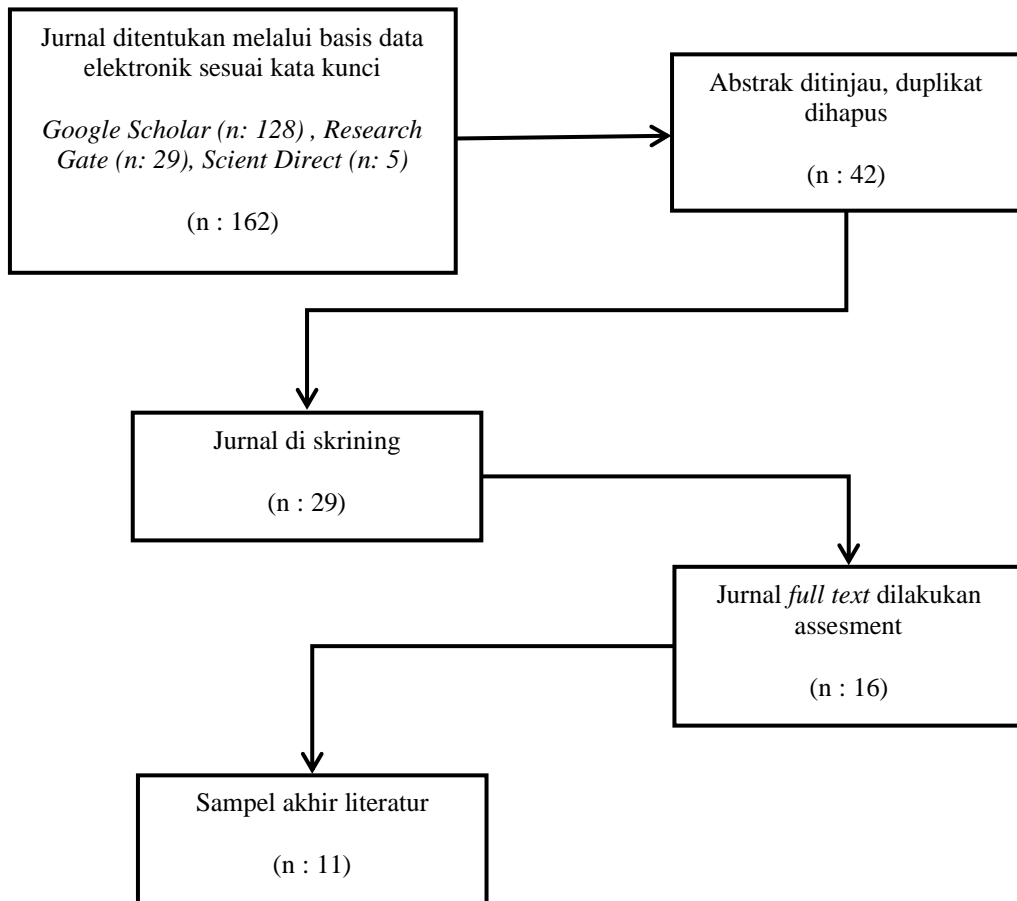 Jurnal ditentukan melalui basis data
elektronik sesuai kata kunci
Google Scholar (n: 128) , Research
Gate (n: 29), Scient Direct (n: 5)
(n : 162)
Abstrak ditinjau, duplikat
dihapus
(n : 42)
Jurnal di skrining
(n : 29)
Jurnal full text dilakukan
assesment
(n : 16)
Sampel akhir literatur
(n : 11)